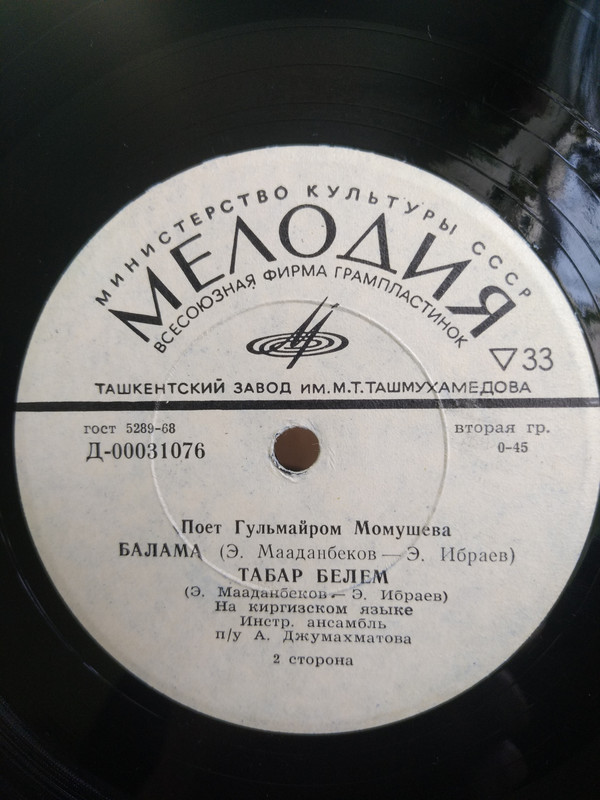 МИНИСТЕРСТВО КУЛЬТУРЫ СССР
МЕЛОДИЯ
ВСЕСОЮЗНАЯ ФИРМА ГРАМПЛАСТИНОК
▽33
ТАШКЕНТСКИЙ ЗАВОД ИМ. М.Т. ТАШМУХАМЕДОВА
гост 5289-68
вторая гр.
Д-00031076
0-45
Поет Гульмайром Момушева
БАЛАМА (Э. Мааданбеков — Э. Ибраев)
ТАБАР БЕЛЕМ
(Э. Мааданбеков — Э. Ибраев)
На киргизском языке
Инстр. ансамбль
п/у А. Джумахматова
2 сторона